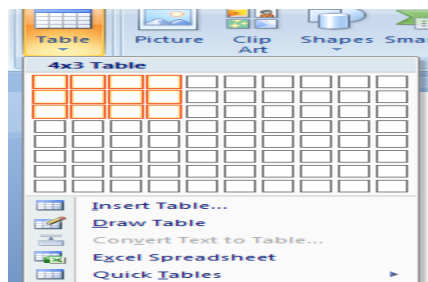 Table Picture Clip Art Shapes Sma
4x3 Table
Insert Table...
Draw Table
Convert Text to Table...
Excel Spreadsheet
Quick Tables